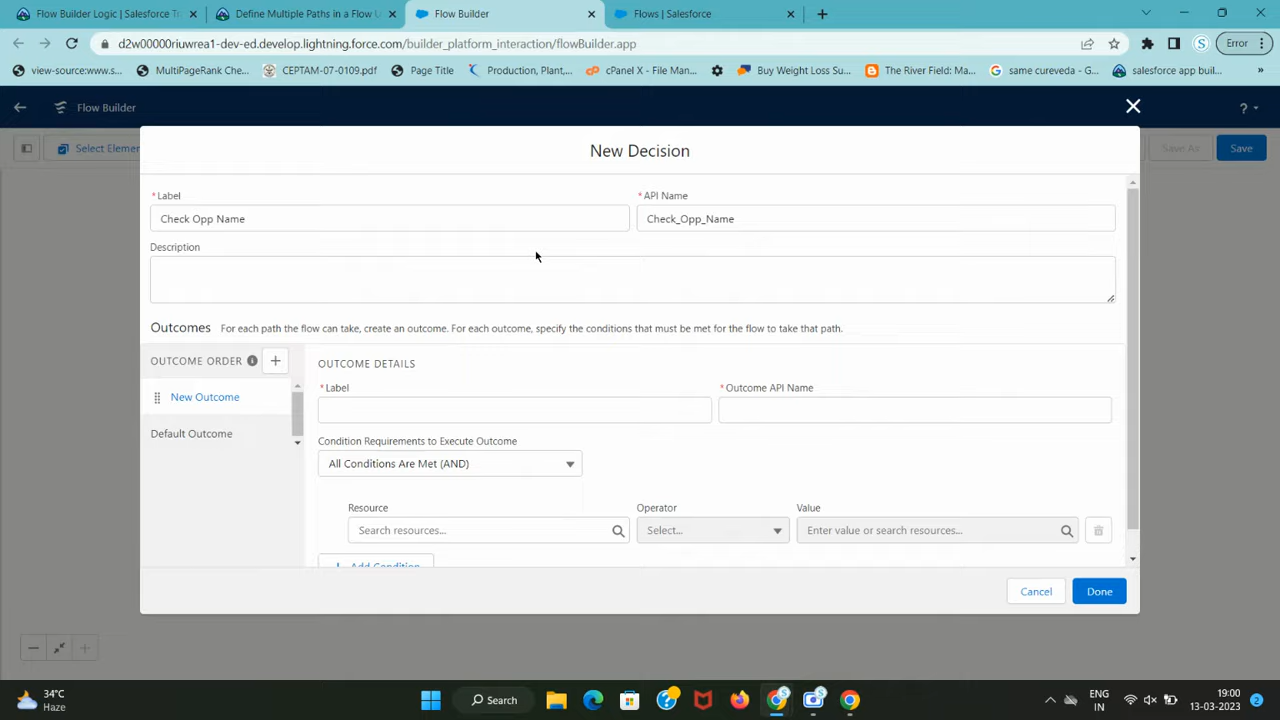 Flow Builder Logic | Salesforce Tr
Define Multiple Paths in a Flow U
Flow Builder
Flows | Salesforce
d2w00000riuwrea1-dev-ed.develop.lightning.force.com/builder_platform_interaction/flowBuilder.app
S
Error
view-source:www.s...
MultiPageRank Che...
CEPTAM-07-0109.pdf
Page Title
Production, Plant,...
cPanel X - File Man...
Buy Weight Loss Su...
The River Field: Ma...
same cureveda - G...
salesforce app buil...
»
Flow Builder
?
Select Elemen
Save As
Save
New Decision
* Label
* API Name
Check Opp Name
Check_Opp_Name
Description
Outcomes For each path the flow can take, create an outcome. For each outcome, specify the conditions that must be met for the flow to take that path.
OUTCOME ORDER
OUTCOME DETAILS
New Outcome
Default Outcome
* Label
* Outcome API Name
Condition Requirements to Execute Outcome
All Conditions Are Met (AND)
Resource
Operator
Value
Search resources...
Select...
Enter value or search resources...
+ Add Condition
Cancel
Done
34°C
Haze
Search
ENG
IN
19:00
13-03-2023
2